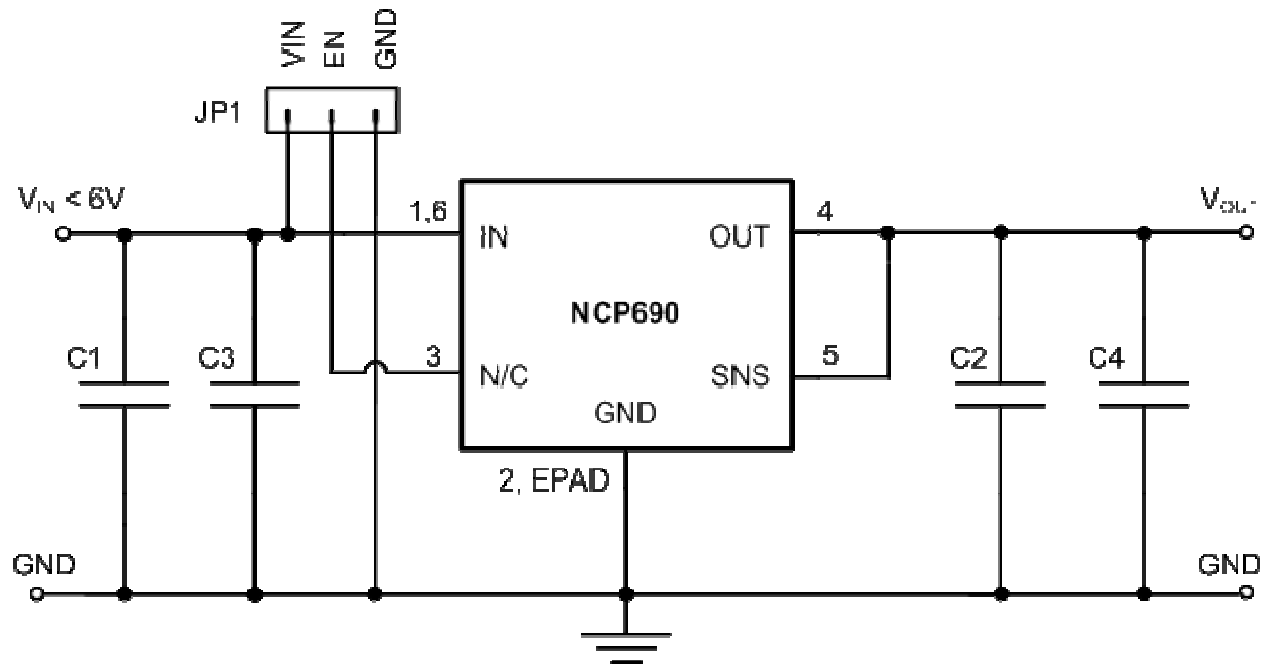 VIN
EN
GND
JP1
VIN < 6V
1,6
IN
OUT
4
VOUT
NCP690
C1
C3
3
N/C
SNS
5
C2
C4
GND
2, EPAD
GND
GND